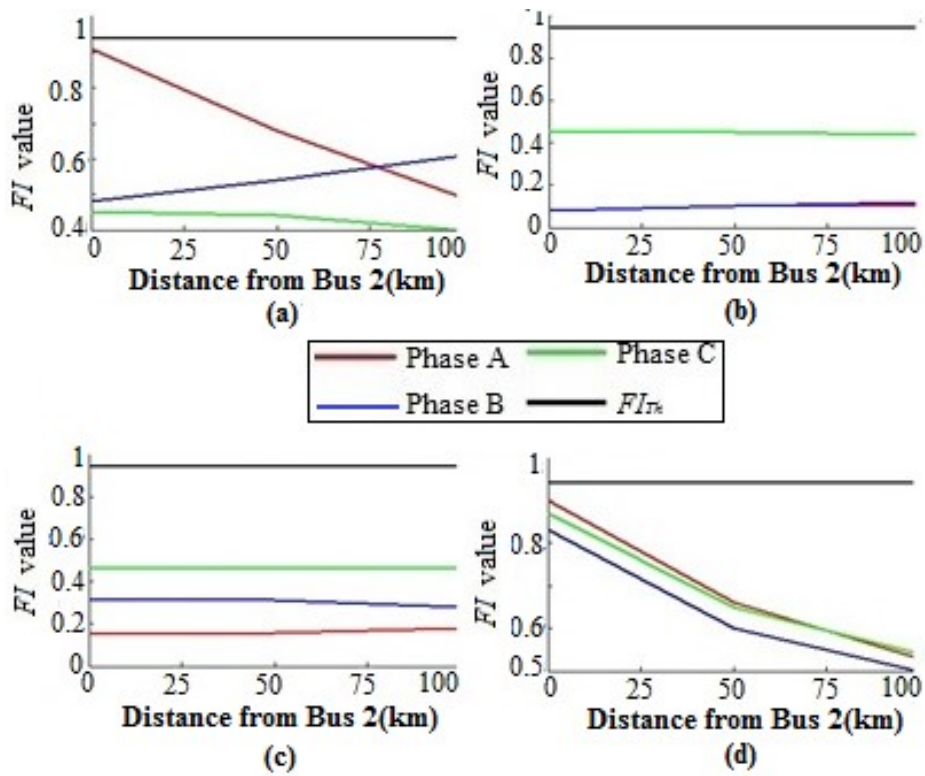 1
0.8
0.6
0.4
FI value
0 25 50 75 100
Distance from Bus 2(km)
(a)
1
0.8
0.6
0.4
0.2
0
FI value
0 25 50 75 100
Distance from Bus 2(km)
(b)
Phase A Phase C
Phase B FITh
1
0.8
0.6
0.4
0.2
0
FI value
0 25 50 75 100
Distance from Bus 2(km)
(c)
1
0.8
0.6
0.5
FI value
0 25 50 75 100
Distance from Bus 2(km)
(d)